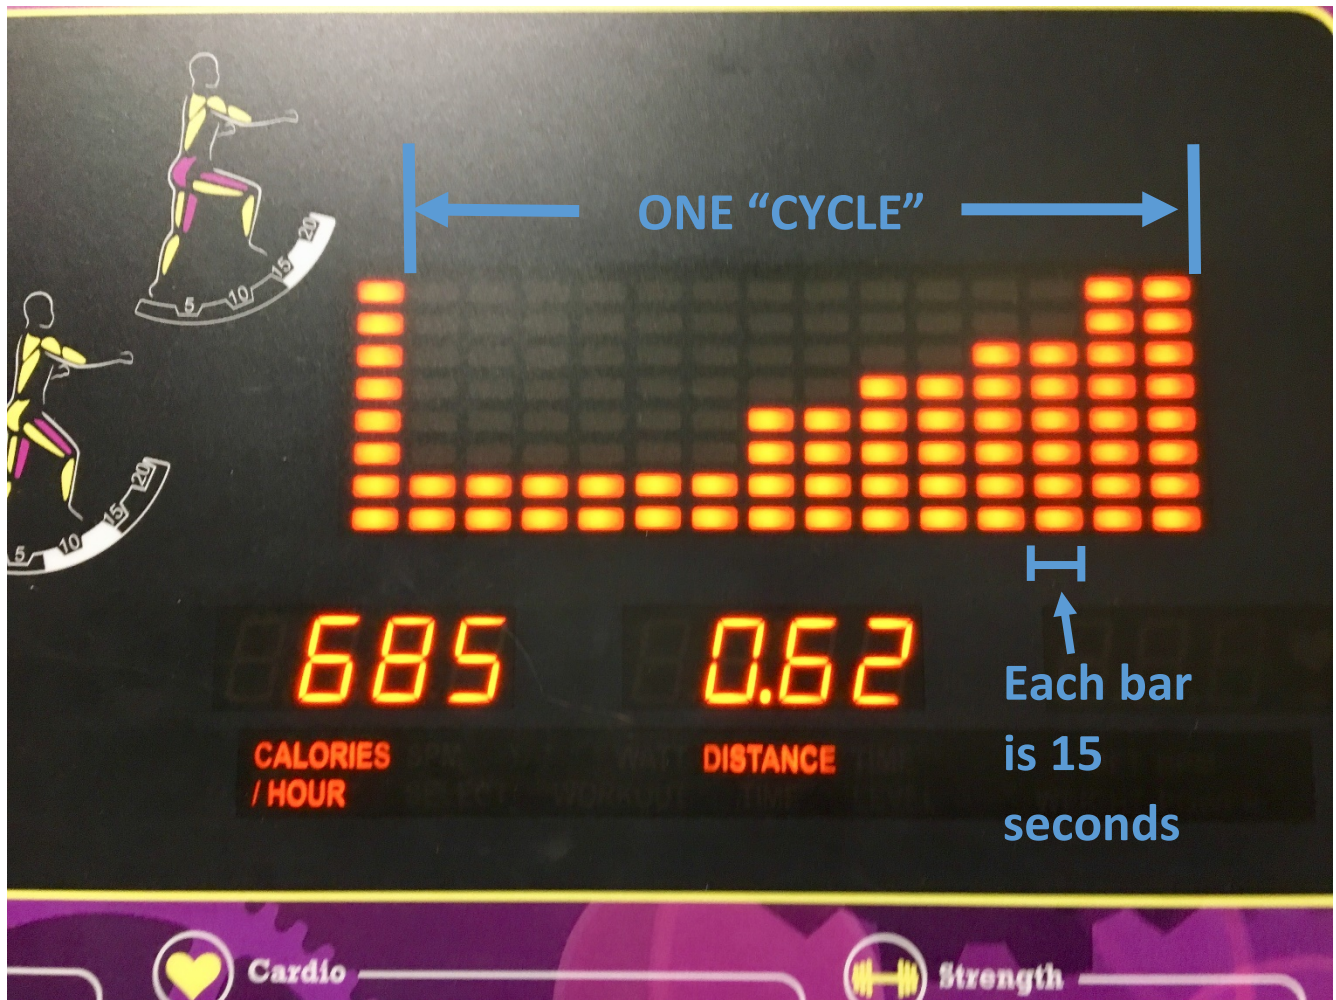 ONE “CYCLE”
5 10 15 20
5 10 15 20
685 0.62
CALORIES DISTANCE
/ HOUR
Each bar
is 15
seconds
Cardio Strength